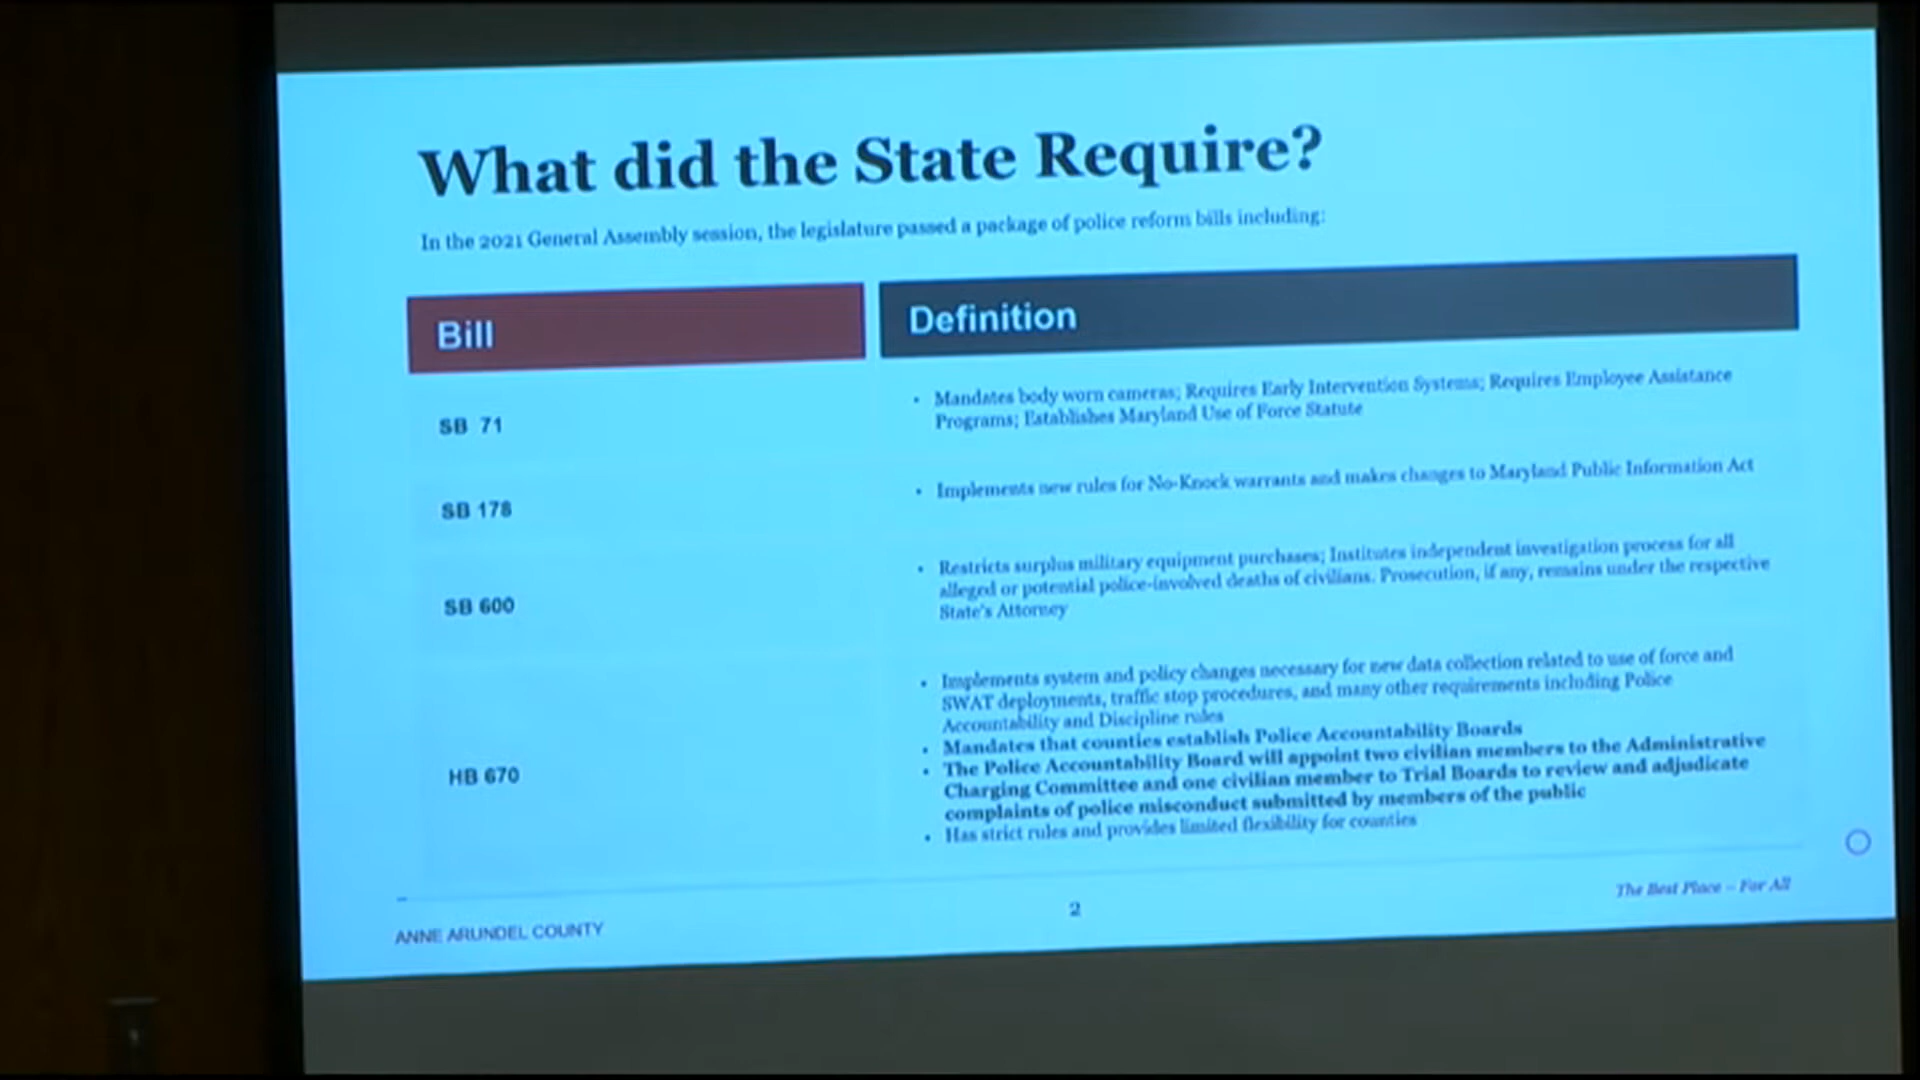 What did the State Require?
In the 2021 General Assembly session, the legislature passed a package of police reform bills including:
Bill
Definition
SB 71
• Mandates body worn cameras; Requires Early Intervention Systems; Requires Employee Assistance
Programs; Establishes Maryland Use of Force Statute
SB 178
• Implements new rules for No-Knock warrants and makes changes to Maryland Public Information Act
SB 600
• Restricts surplus military equipment purchases; Institutes independent investigation process for all
alleged or potential police-involved deaths of civilians. Prosecution, if any, remains under the respective
State's Attorney
HB 670
• Implements system and policy changes necessary for new data collection related to use of force and
SWAT deployments, traffic stop procedures, and many other requirements including Police
Accountability and Discipline rules
• Mandates that counties establish Police Accountability Boards
• The Police Accountability Board will appoint two civilian members to the Administrative
Charging Committee and one civilian member to Trial Boards to review and adjudicate
complaints of police misconduct submitted by members of the public
• Has strict rules and provides limited flexibility for counties
ANNE ARUNDEL COUNTY
2
The Best Place – For All